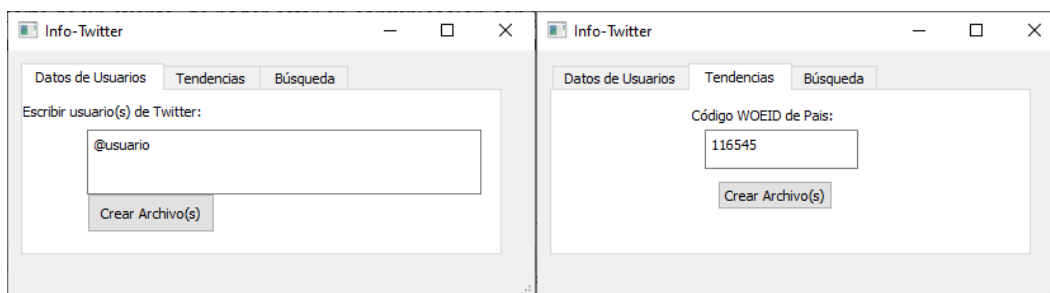 Info-Twitter
Datos de Usuarios Tendencias Búsqueda
Escribir usuario(s) de Twitter:
@usuario
Crear Archivo(s)
Info-Twitter
Datos de Usuarios Tendencias Búsqueda
Código WOEID de Pais:
116545
Crear Archivo(s)